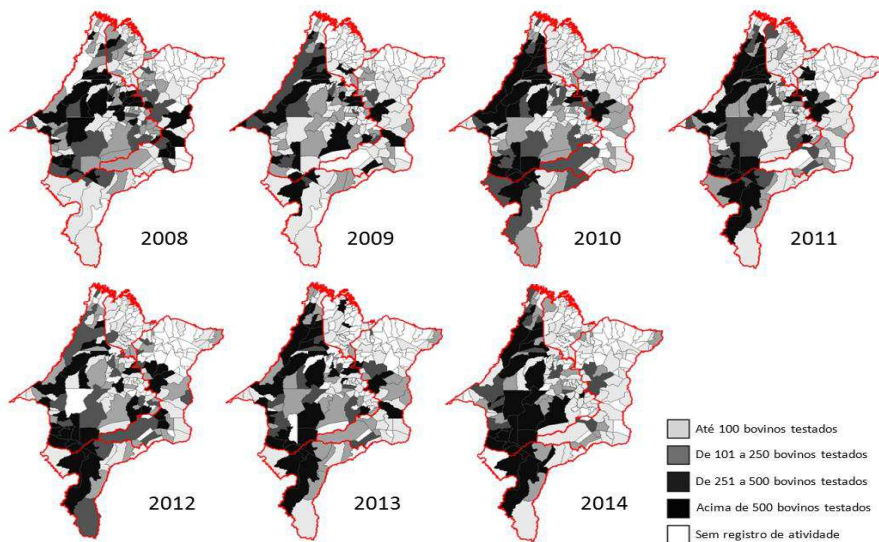 2008
2009
2010
2011
2012
2013
2014
Até 100 bovinos testados
De 101 a 250 bovinos testados
De 251 a 500 bovinos testados
Acima de 500 bovinos testados
Sem registro de atividade